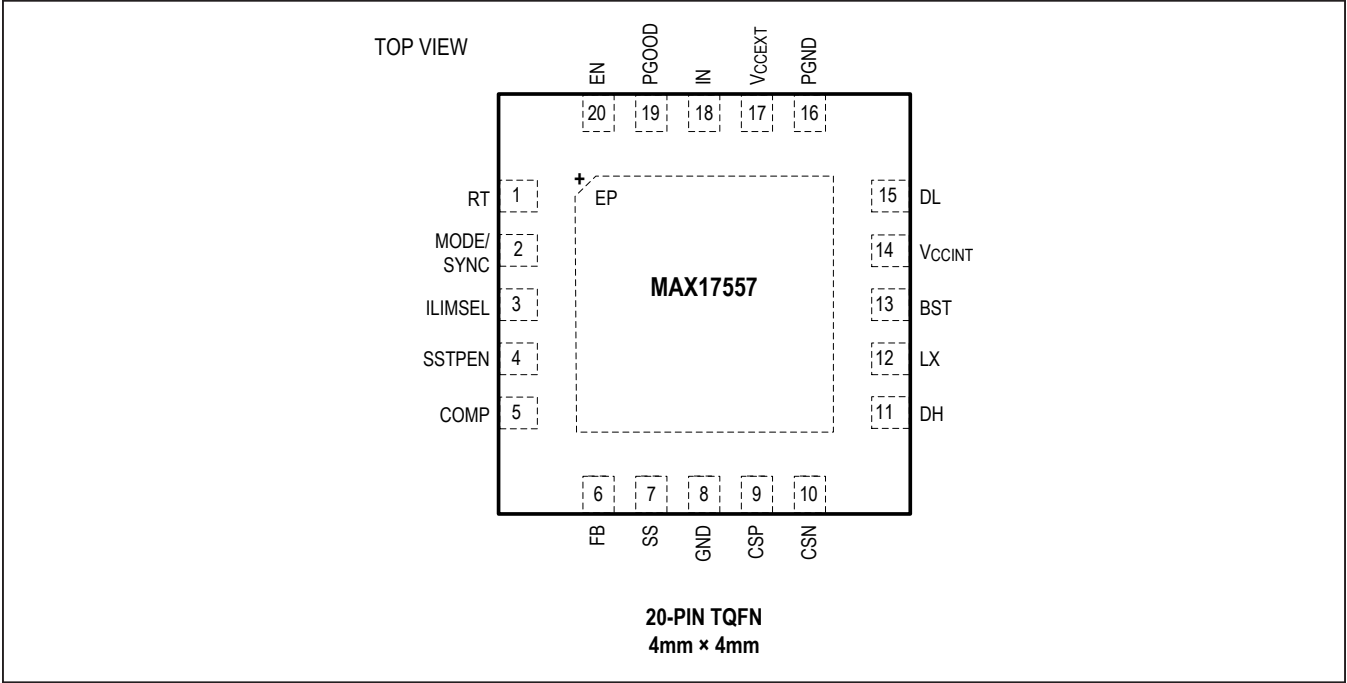 TOP VIEW
EN
PGOOD
IN
VCCEXT
PGND
20
19
18
17
16
RT
1
MODE/
SYNC
2
ILIMSEL
3
SSTPEN
4
COMP
5
+
EP
MAX17557
15
DL
14
VCCINT
13
BST
12
LX
11
DH
6
7
8
9
10
FB
SS
GND
CSP
CSN
20-PIN TQFN
4mm × 4mm